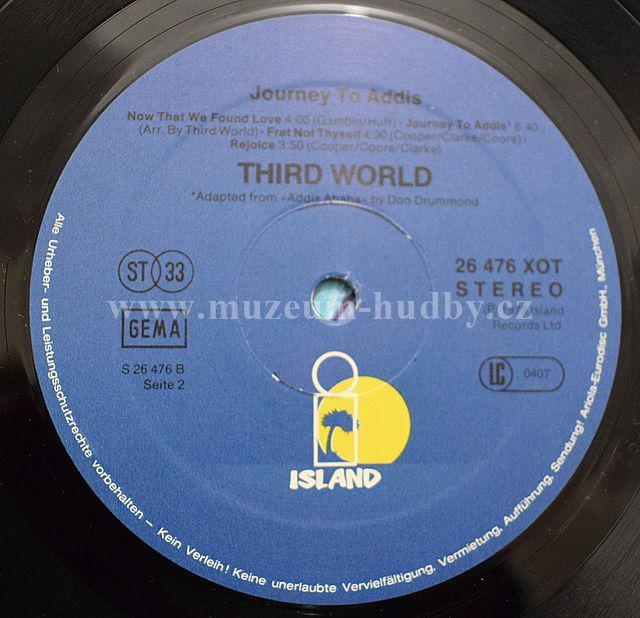 Journey To Addis
Now That We Found Love 4:00 (Gamble/Huff) · Journey To Addis* 6:40
(Arr. By Third World) · Fret Not Thyself 4:30 (Cooper/Clarke/Coore) ·
Rejoice 3:50 (Cooper/Coore/Clarke)
THIRD WORLD
*Adapted from »Addis Ababa« by Don Drummond
ST 33
GEMA
S 26 476 B
Seite 2
26 476 XOT
STEREO
Island
Records Ltd.
LC 0407
www.muzeum-hudby.cz
ISLAND
Alle Urheber- und Leistungsschutzrechte vorbehalten – Kein Verleih! Keine unerlaubte Vervielfältigung, Vermietung, Aufführung, Sendung! Ariola-Eurodisc GmbH, München